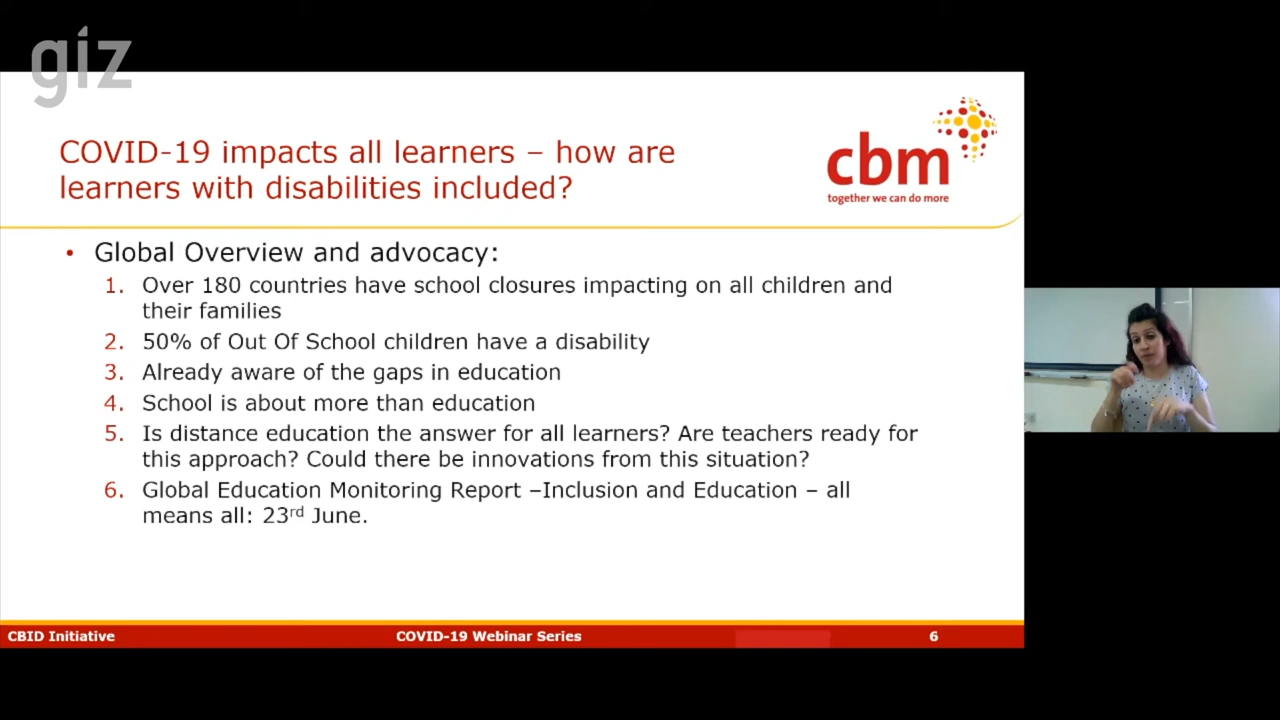 giz
COVID-19 impacts all learners – how are
learners with disabilities included?
cbm
together we can do more
• Global Overview and advocacy:
1. Over 180 countries have school closures impacting on all children and
their families
2. 50% of Out Of School children have a disability
3. Already aware of the gaps in education
4. School is about more than education
5. Is distance education the answer for all learners? Are teachers ready for
this approach? Could there be innovations from this situation?
6. Global Education Monitoring Report –Inclusion and Education – all
means all: 23rd June.
CBID Initiative
COVID-19 Webinar Series
6